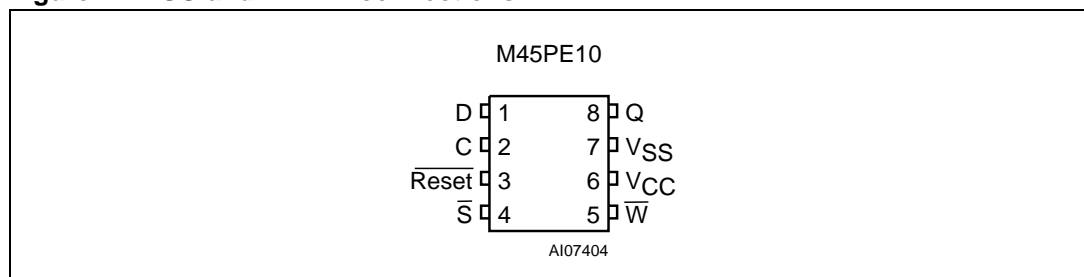 M45PE10
D 1 8 Q
C 2 7 VSS
Reset 3 6 VCC
S 4 5 W
AI07404